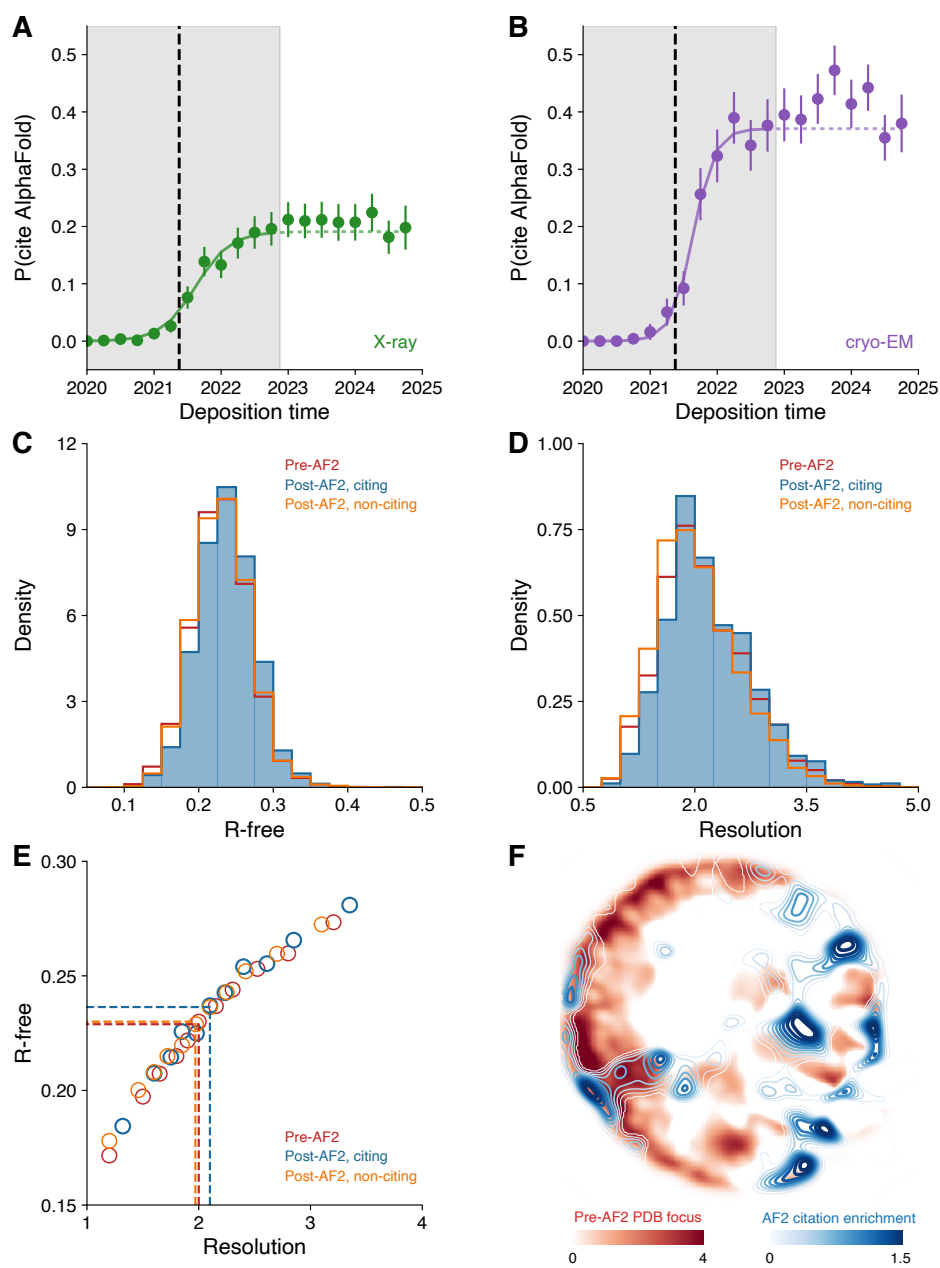 A
P(cite AlphaFold)
0.5
0.4
0.3
0.2
0.1
0.0
X-ray
2020 2021 2022 2023 2024 2025
Deposition time
B
P(cite AlphaFold)
0.5
0.4
0.3
0.2
0.1
0.0
cryo-EM
2020 2021 2022 2023 2024 2025
Deposition time
C
Density
12
9
6
3
0
Pre-AF2
Post-AF2, citing
Post-AF2, non-citing
0.1 0.2 0.3 0.4 0.5
R-free
D
Density
1.00
0.75
0.50
0.25
0.00
Pre-AF2
Post-AF2, citing
Post-AF2, non-citing
0.5 2.0 3.5 5.0
Resolution
E
R-free
0.30
0.25
0.20
0.15
Pre-AF2
Post-AF2, citing
Post-AF2, non-citing
1 2 3 4
Resolution
F
Pre-AF2 PDB focus
0 4
AF2 citation enrichment
0 1.5